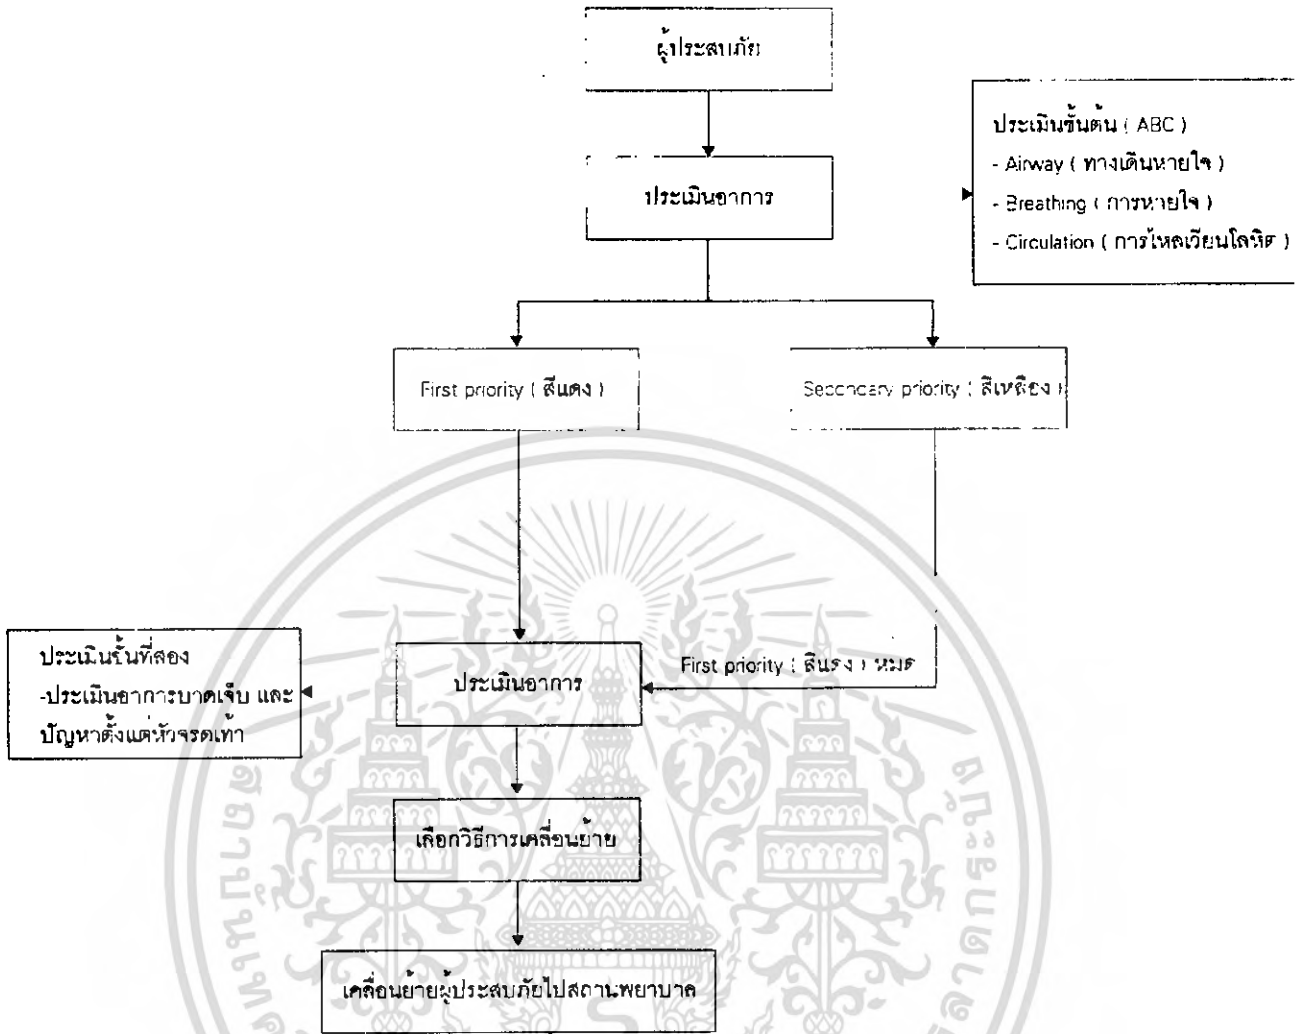 ผู้ประสบภัย
ประเมินอาการ
ประเมินขั้นต้น ( ABC )
- Airway ( ทางเดินหายใจ )
- Breathing ( การหายใจ )
- Circulation ( การไหลเวียนโลหิต )
First priority ( สีแดง )
Secondary priority ( สีเหลือง )
ประเมินขั้นที่สอง
-ประเมินอาการบาดเจ็บ และ
ปัญหาตั้งแต่หัวจรดเท้า
ประเมินอาการ
First priority ( สีแดง ) หมด
เลือกวิธีการเคลื่อนย้าย
เคลื่อนย้ายผู้ประสบภัยไปสถานพยาบาล